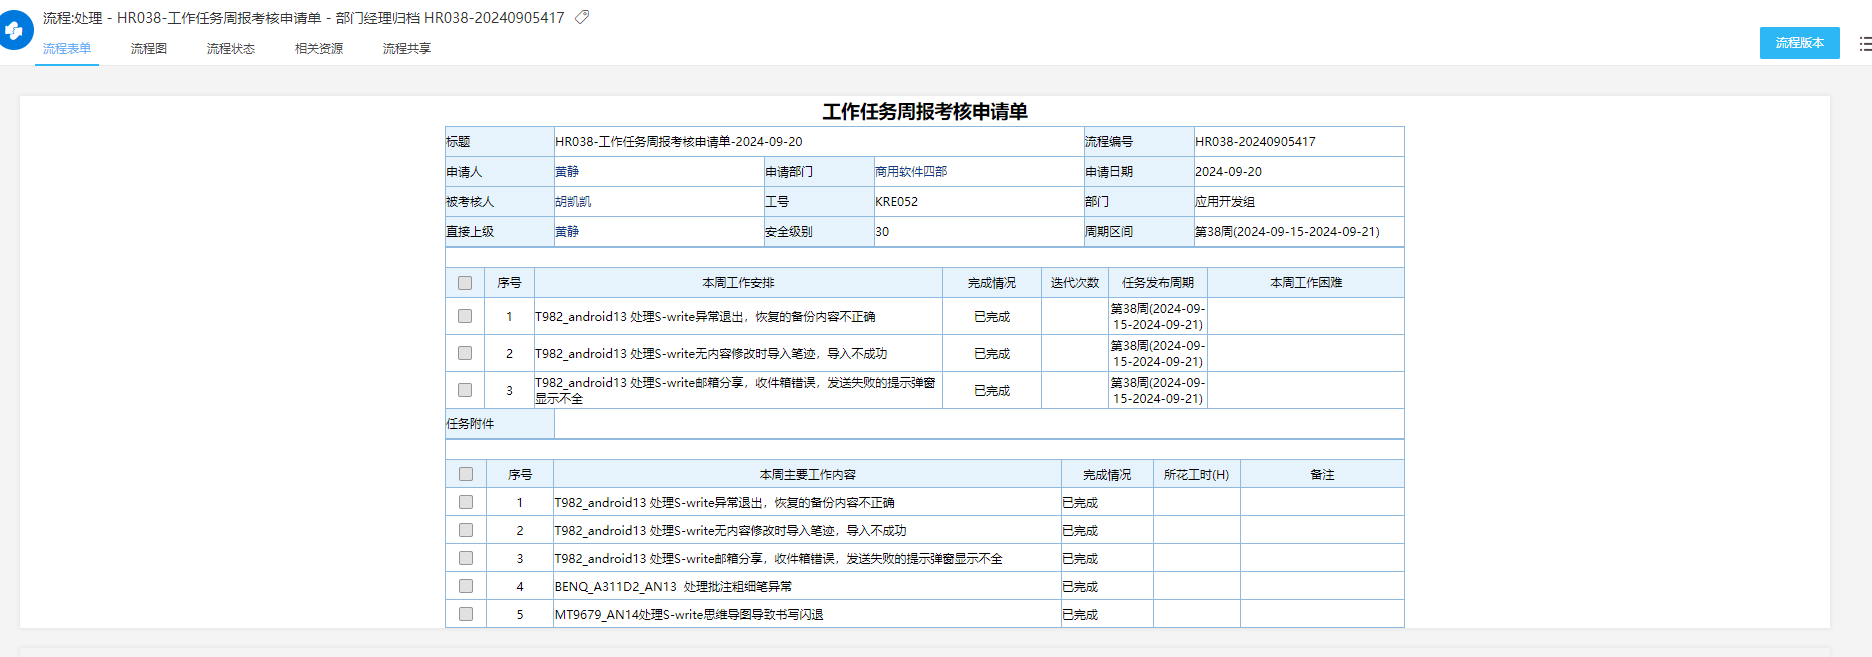 流程:处理 - HR038-工作任务周报考核申请单 - 部门经理归档 HR038-20240905417
流程表单 流程图 流程状态 相关资源 流程共享
流程版本
工作任务周报考核申请单
标题 HR038-工作任务周报考核申请单-2024-09-20 流程编号 HR038-20240905417
申请人 黄静 申请部门 商用软件四部 申请日期 2024-09-20
被考核人 胡凯凯 工号 KRE052 部门 应用开发组
直接上级 黄静 安全级别 30 周期区间 第38周(2024-09-15-2024-09-21)
序号 本周工作安排 完成情况 迭代次数 任务发布周期 本周工作困难
1 T982_android13 处理S-write异常退出，恢复的备份内容不正确 已完成 第38周(2024-09-
15-2024-09-21)
2 T982_android13 处理S-write无内容修改时导入笔迹，导入不成功 已完成 第38周(2024-09-
15-2024-09-21)
3 T982_android13 处理S-write邮箱分享，收件箱错误，发送失败的提示弹窗
显示不全 已完成 第38周(2024-09-
15-2024-09-21)
任务附件
序号 本周主要工作内容 完成情况 所花工时(H) 备注
1 T982_android13 处理S-write异常退出，恢复的备份内容不正确 已完成
2 T982_android13 处理S-write无内容修改时导入笔迹，导入不成功 已完成
3 T982_android13 处理S-write邮箱分享，收件箱错误，发送失败的提示弹窗显示不全 已完成
4 BENQ_A311D2_AN13 处理批注粗细笔异常 已完成
5 MT9679_AN14处理S-write思维导图导致书写闪退 已完成